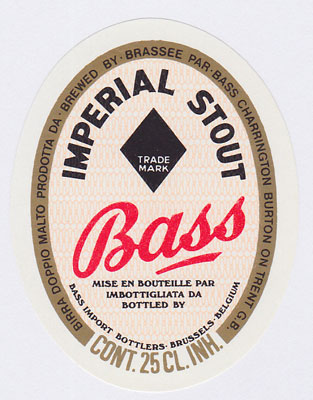 BIRRA DOPPIO MALTO PRODOTTA DA · BREWED BY · BRASSEE PAR · BASS CHARRINGTON BURTON ON TRENT G.B.
IMPERIAL STOUT
TRADE
MARK
Bass
MISE EN BOUTEILLE PAR
IMBOTTIGLIATA DA
BOTTLED BY
BASS IMPORT BOTTLERS · BRUSSELS · BELGIUM
CONT. 25 CL. INH.